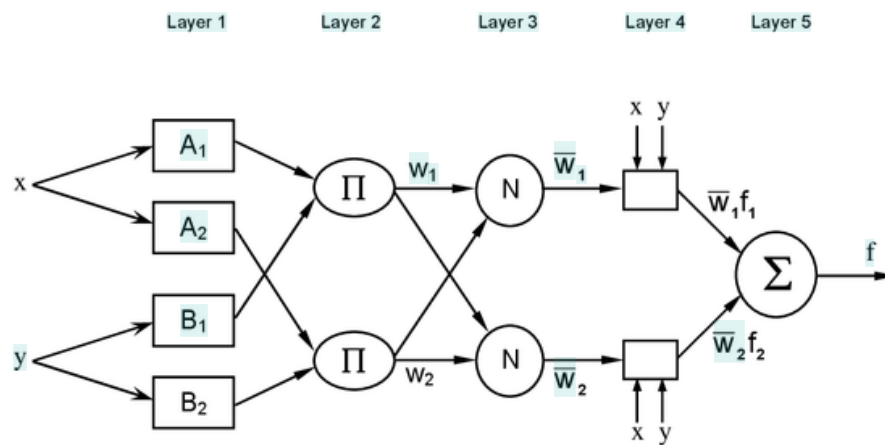 Layer 1 Layer 2 Layer 3 Layer 4 Layer 5
x y
A₁
w₁ w̅₁
x Π N w̅₁f₁
A₂
f
Σ
B₁
y w̅₂f₂
Π N
w₂ w̅₂
B₂
x y